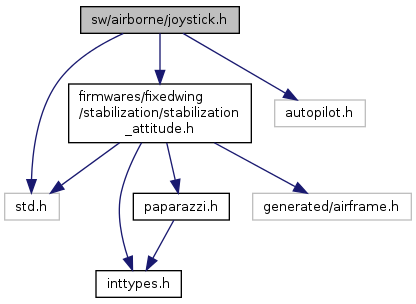 sw/airborne/joystick.h
firmwares/fixedwing
/stabilization/stabilization
_attitude.h
autopilot.h
std.h
paparazzi.h
generated/airframe.h
inttypes.h